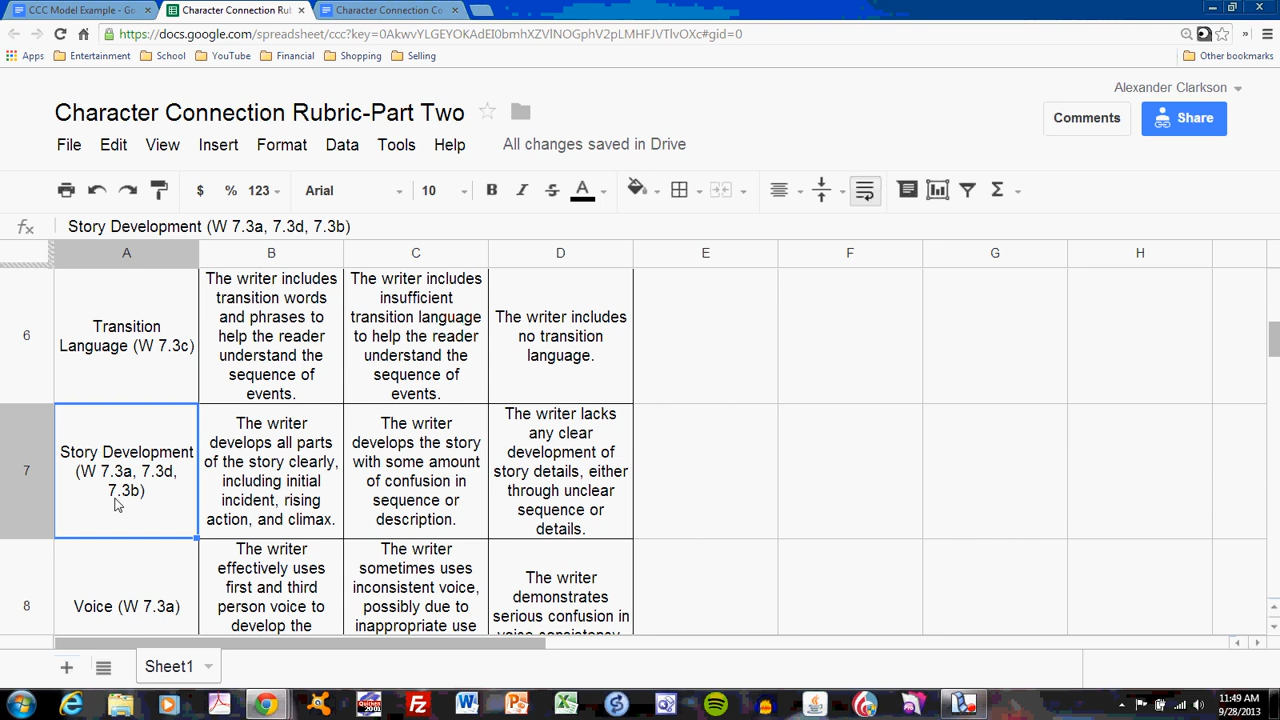 CCC Model Example - Go
Character Connection Rub
Character Connection Co
https://docs.google.com/spreadsheet/ccc?key=0AkwvYLGEYOKAdEl0bmhXZVlNOGphV2pLMHFJVTlvOXc#gid=0
Apps Entertainment School YouTube Financial Shopping Selling Other bookmarks
Alexander Clarkson
Character Connection Rubric-Part Two
Comments Share
File Edit View Insert Format Data Tools Help All changes saved in Drive
$ % 123 Arial 10 B I S A Σ
fx Story Development (W 7.3a, 7.3d, 7.3b)
A B C D E F G H
6
Transition
Language (W 7.3c)
The writer includes
transition words
and phrases to
help the reader
understand the
sequence of
events.
The writer includes
insufficient
transition language
to help the reader
understand the
sequence of
events.
The writer includes
no transition
language.
7
Story Development
(W 7.3a, 7.3d,
7.3b)
The writer
develops all parts
of the story clearly,
including initial
incident, rising
action, and climax.
The writer
develops the story
with some amount
of confusion in
sequence or
description.
The writer lacks
any clear
development of
story details, either
through unclear
sequence or
details.
8
Voice (W 7.3a)
The writer
effectively uses
first and third
person voice to
develop the
The writer
sometimes uses
inconsistent voice,
possibly due to
inappropriate use
The writer
demonstrates
serious confusion in
voice consistency.
Sheet1
11:49 AM
9/28/2013